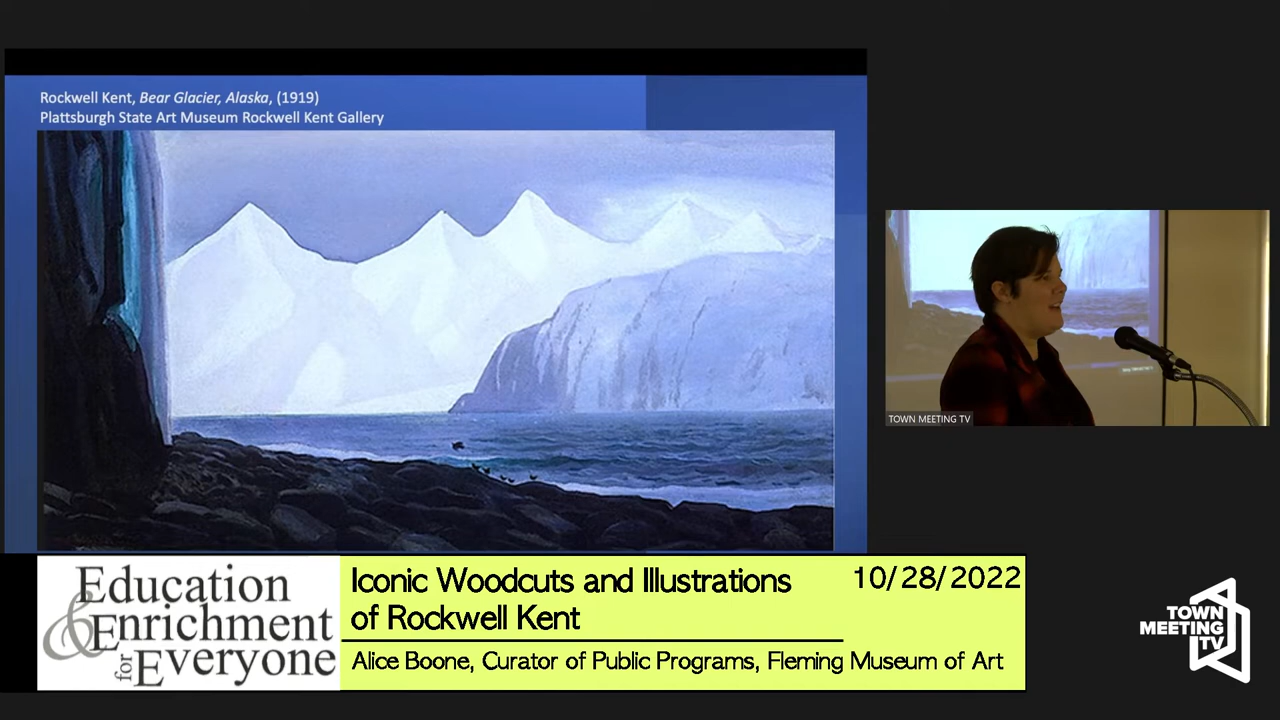 Rockwell Kent, Bear Glacier, Alaska, (1919)
Plattsburgh State Art Museum Rockwell Kent Gallery
TOWN MEETING TV
Education
& Enrichment
for Everyone
Iconic Woodcuts and Illustrations
of Rockwell Kent
10/28/2022
Alice Boone, Curator of Public Programs, Fleming Museum of Art
TOWN
MEETING
TV